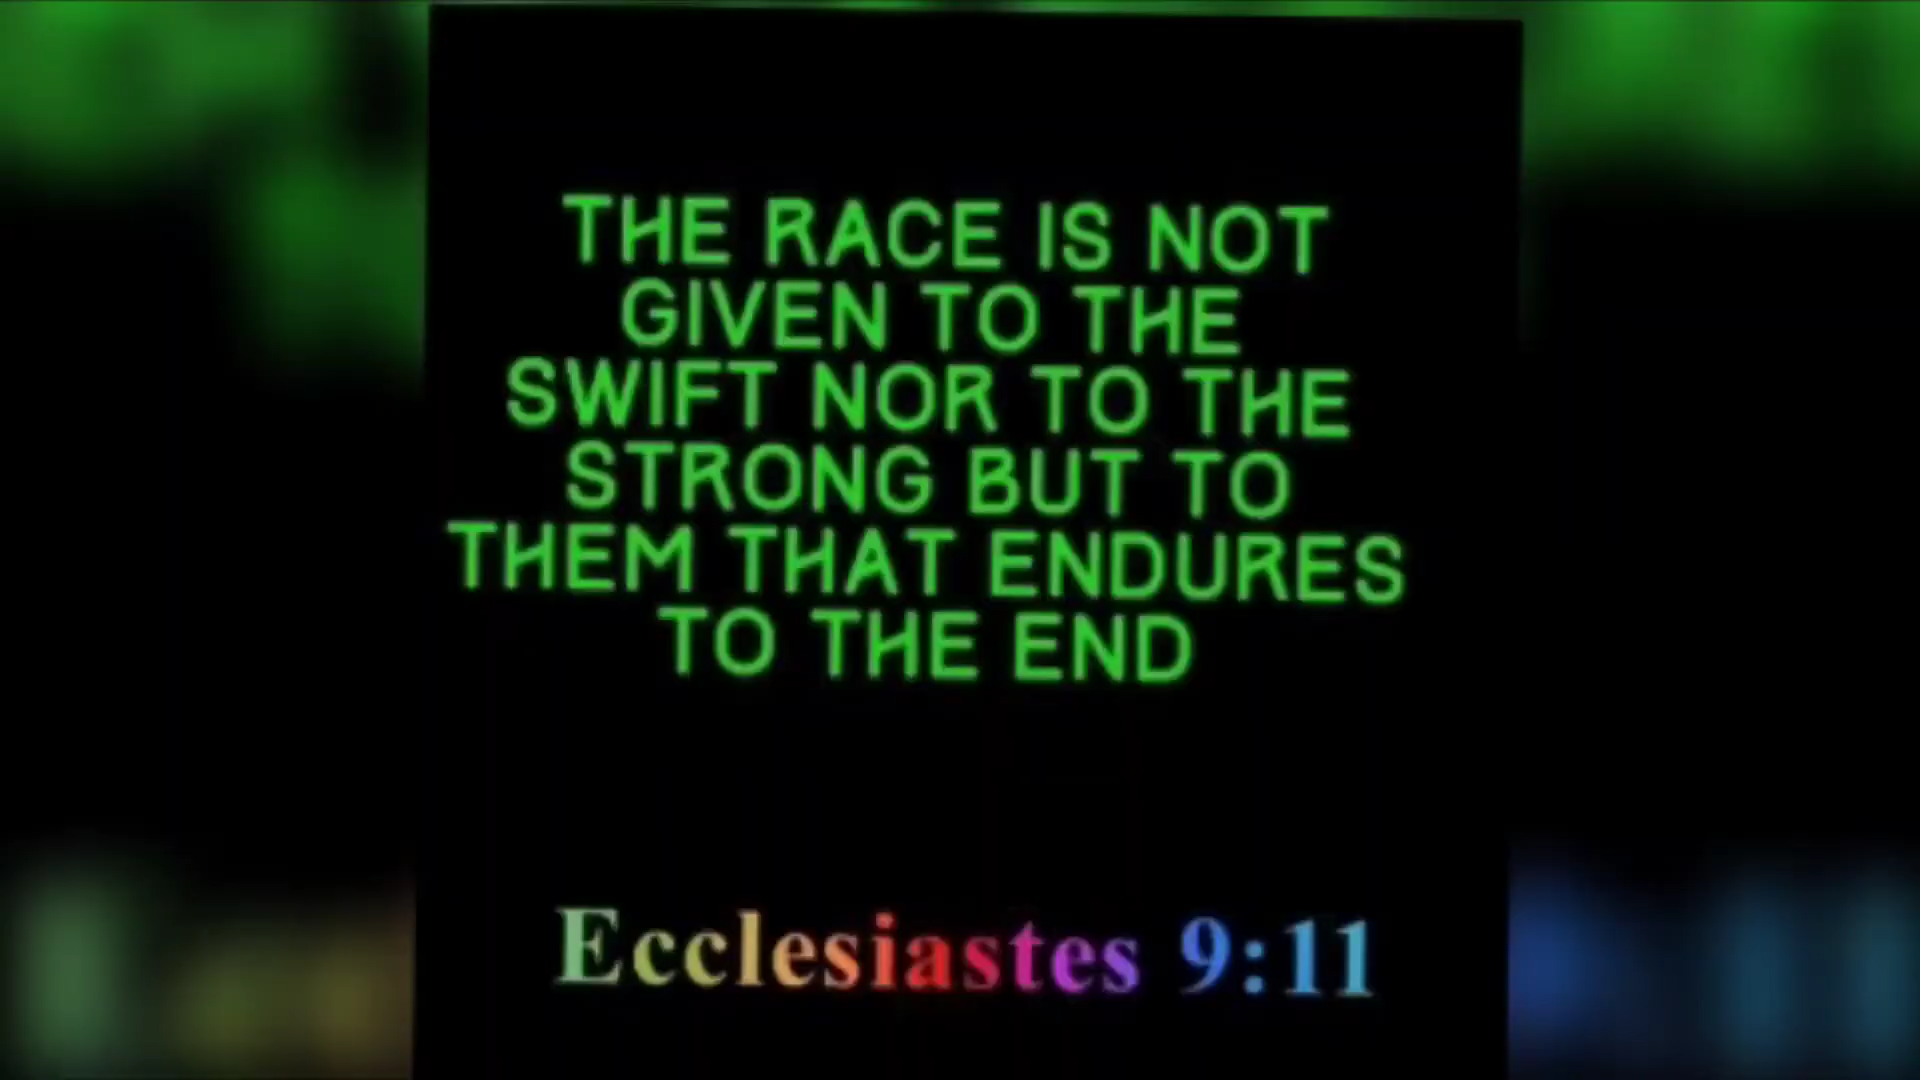 THE RACE IS NOT
GIVEN TO THE
SWIFT NOR TO THE
STRONG BUT TO
THEM THAT ENDURES
TO THE END
Ecclesiastes 9:11